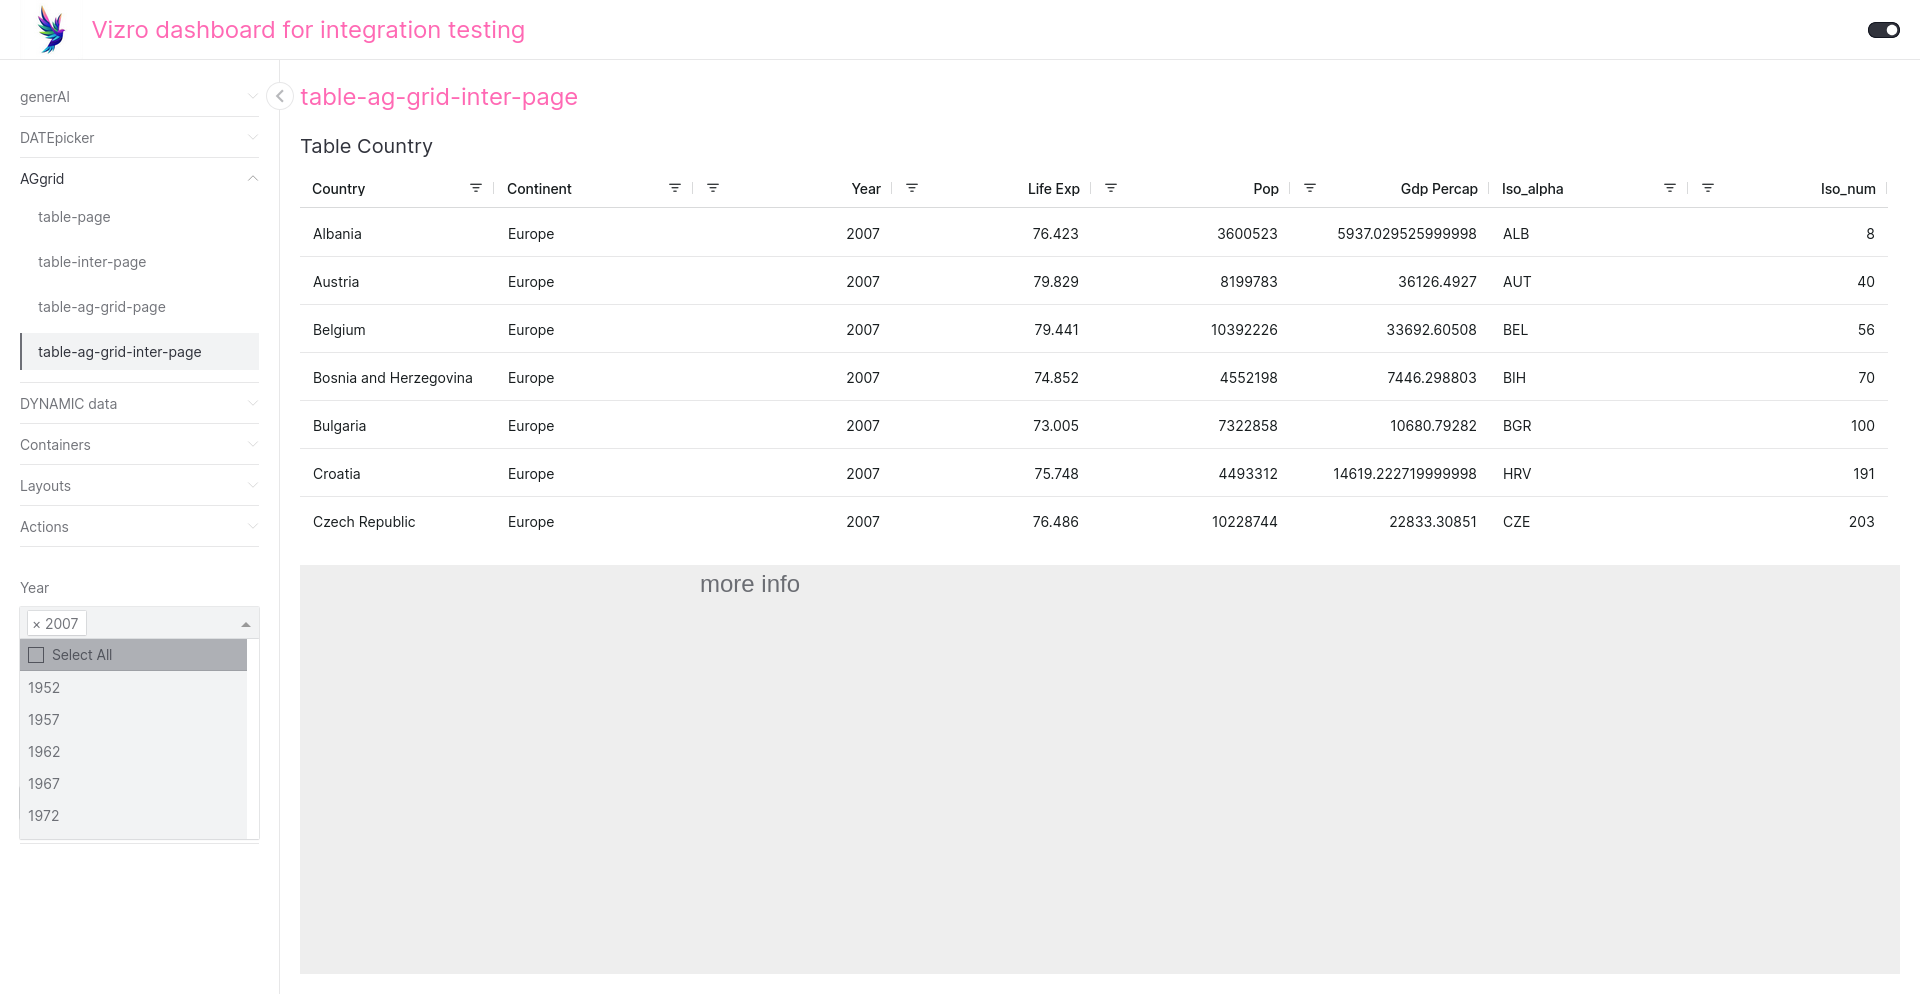 Vizro dashboard for integration testing
generAI
DATEpicker
AGgrid
table-page
table-inter-page
table-ag-grid-page
table-ag-grid-inter-page
DYNAMIC data
Containers
Layouts
Actions
Year
× 2007
Select All
1952
1957
1962
1967
1972
table-ag-grid-inter-page
Table Country
Country Continent Year Life Exp Pop Gdp Percap Iso_alpha Iso_num
Albania Europe 2007 76.423 3600523 5937.029525999998 ALB 8
Austria Europe 2007 79.829 8199783 36126.4927 AUT 40
Belgium Europe 2007 79.441 10392226 33692.60508 BEL 56
Bosnia and Herzegovina Europe 2007 74.852 4552198 7446.298803 BIH 70
Bulgaria Europe 2007 73.005 7322858 10680.79282 BGR 100
Croatia Europe 2007 75.748 4493312 14619.222719999998 HRV 191
Czech Republic Europe 2007 76.486 10228744 22833.30851 CZE 203
more info